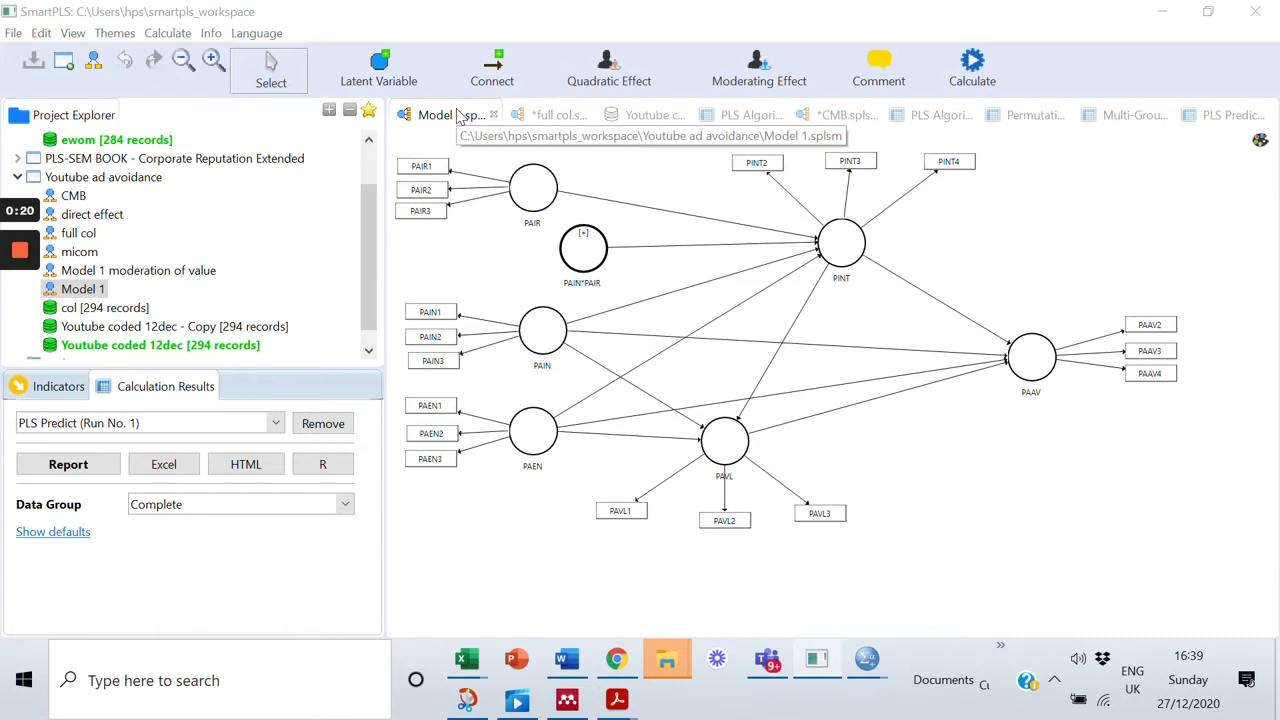 SmartPLS: C:\Users\hps\smartpls_workspace
File Edit View Themes Calculate Info Language
Select
Latent Variable
Connect
Quadratic Effect
Moderating Effect
Comment
Calculate
Project Explorer
ewom [284 records]
PLS-SEM BOOK - Corporate Reputation Extended
Youtube ad avoidance
CMB
direct effect
full col
micom
Model 1 moderation of value
Model 1
col [294 records]
Youtube coded 12dec - Copy [294 records]
Youtube coded 12dec [294 records]
0:20
Indicators
Calculation Results
PLS Predict (Run No. 1)
Remove
Report
Excel
HTML
R
Data Group
Complete
Show defaults
*full col.s...
Youtube c...
PLS Algori...
*CMB.spls...
PLS Algori...
Permutati...
Multi-Grou...
PLS Predic...
C:\Users\hps\smartpls_workspace\Youtube ad avoidance\Model 1.splsm
PAIR1
PAIR2
PAIR3
PAIR
[+]
PAIN*PAIR
PINT2
PINT3
PINT4
PINT
PAIN1
PAIN2
PAIN3
PAIN
PAEN1
PAEN2
PAEN3
PAEN
PAVL
PAVL1
PAVL2
PAVL3
PAAV2
PAAV3
PAAV4
PAAV
Type here to search
9+
»
Documents
ENG
UK
16:39
Sunday
27/12/2020